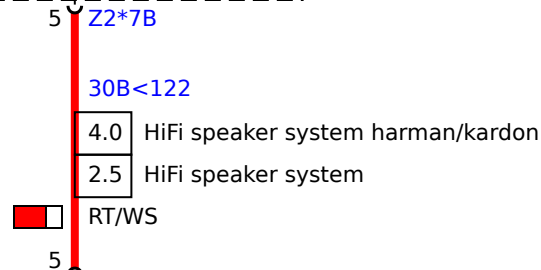 5 Z2*7B
30B<122
4.0 HiFi speaker system harman/kardon
2.5 HiFi speaker system
RT/WS
5